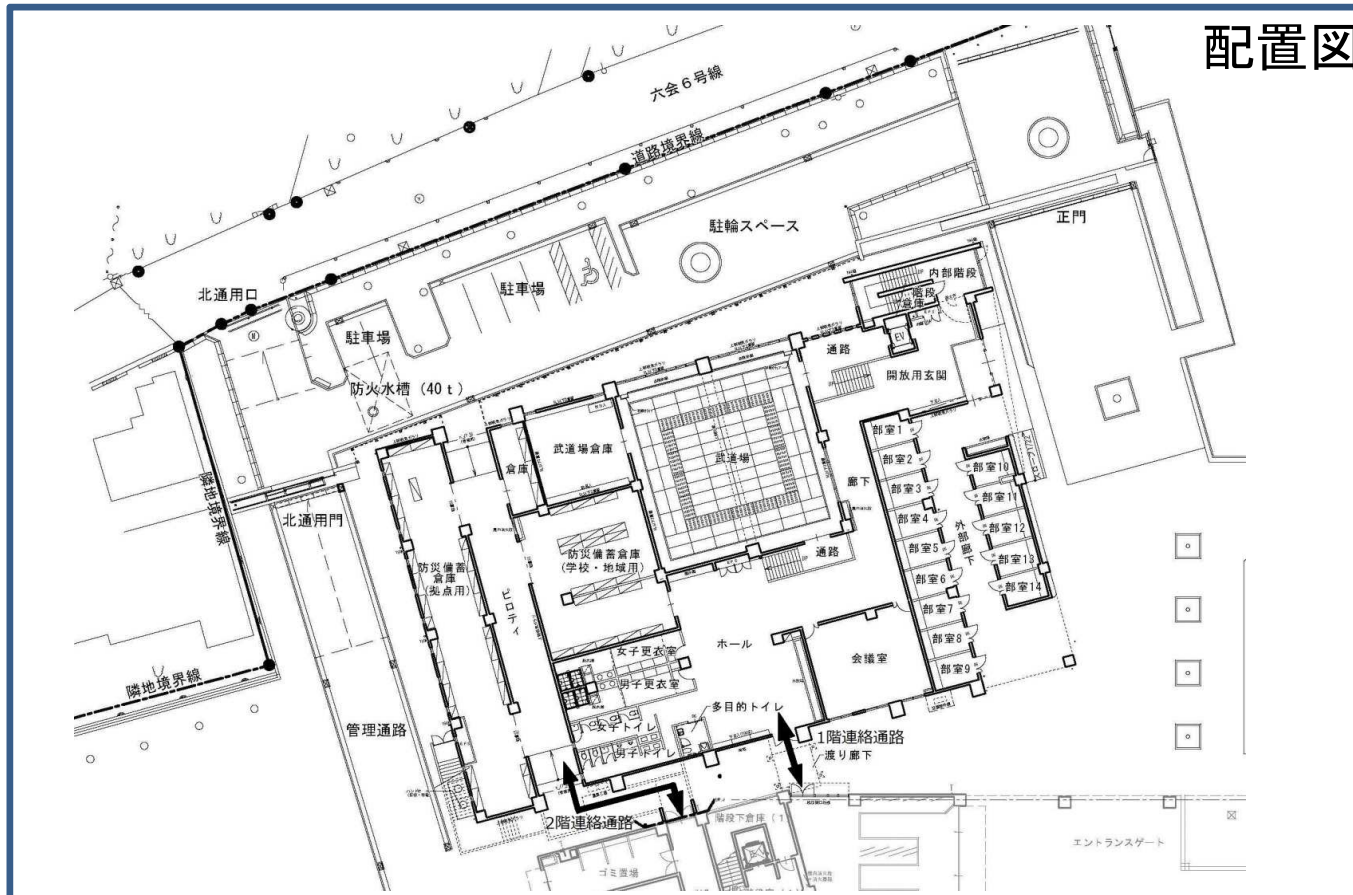 配置図
六会6号線
道路境界線
正門
駐輪スペース
駐車場
北通用口
駐車場
防火水槽(40t)
内部階段
階段
倉庫
EV
通路
開放用玄関
武道場倉庫
倉庫
武道場
部室1
部室2
部室3
部室4
部室5
部室6
部室7
部室8
部室9
部室10
部室11
部室12
部室13
部室14
廊下
外部廊下
隣地境界線
北通用門
防災備蓄
倉庫
(拠点用)
ピロティ
防災備蓄倉庫
(学校・地域用)
通路
ホール
会議室
女子更衣室
男子更衣室
隣地境界線
管理通路
多目的トイレ
女子トイレ
男子トイレ
1階連絡通路
渡り廊下
2階連絡通路
階段下倉庫(1)
ゴミ置場
エントランスゲート